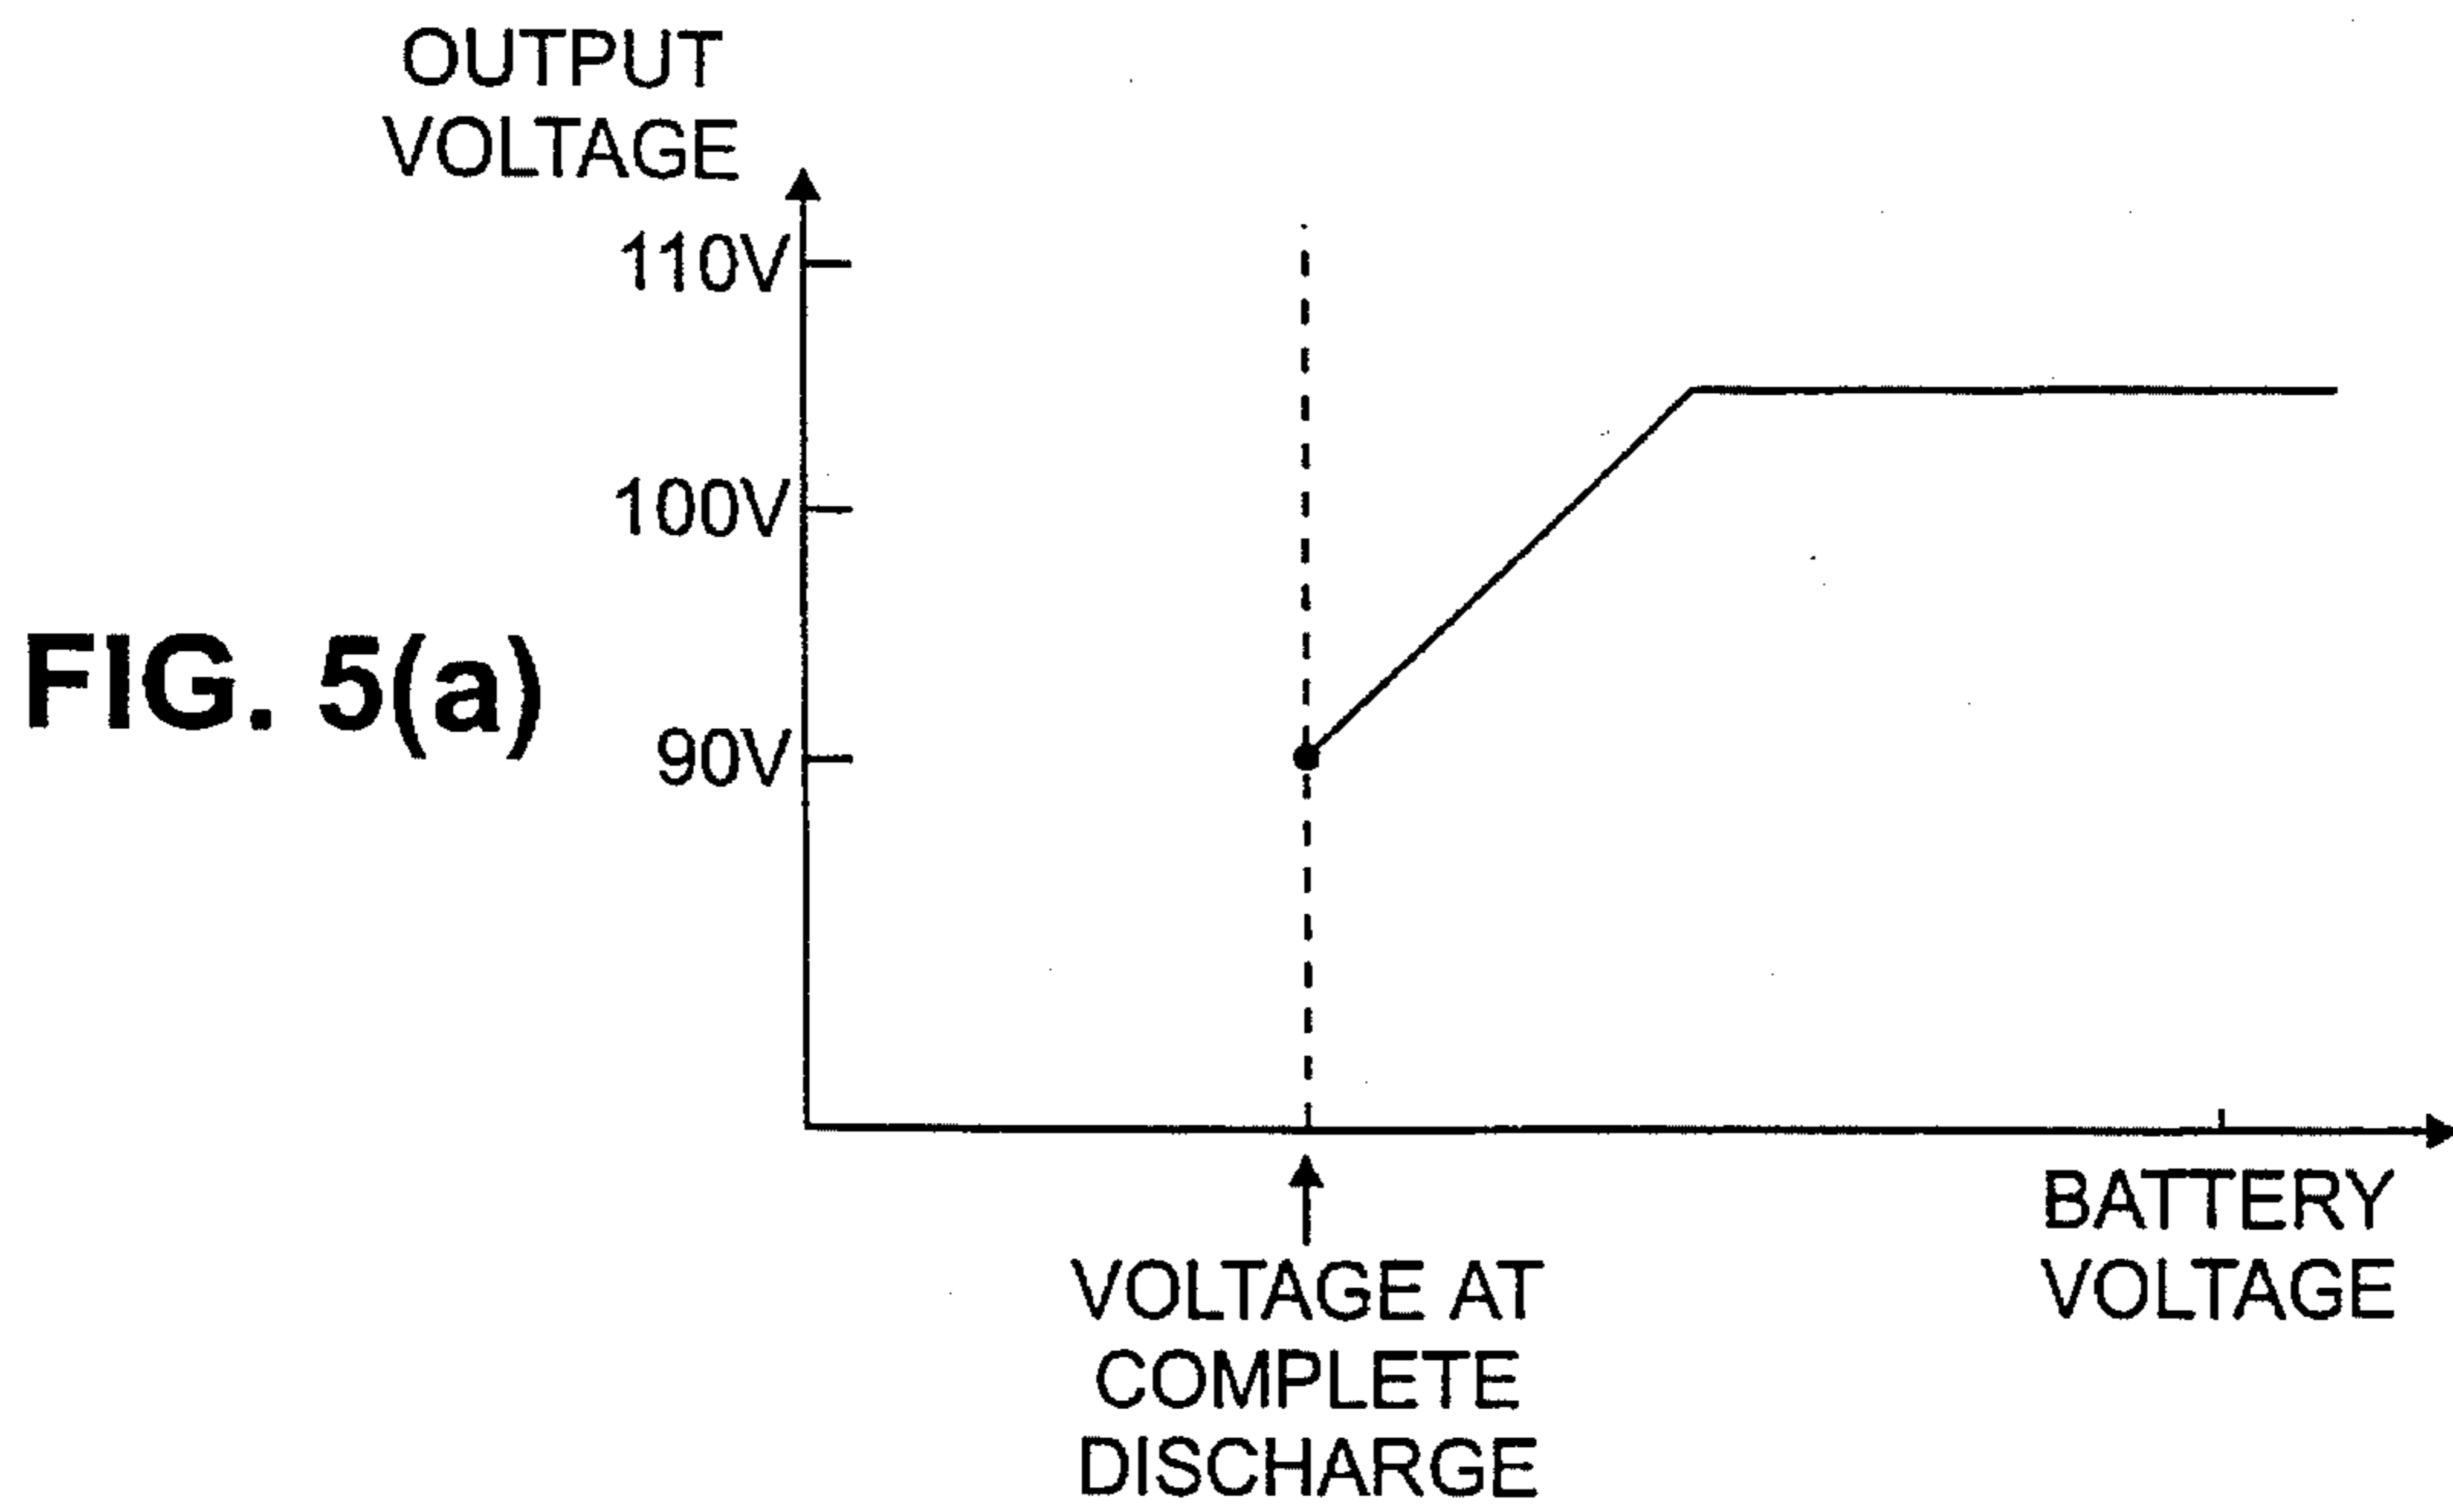 OUTPUT
VOLTAGE
110V
100V
FIG. 5(a)
90V
BATTERY
VOLTAGE
VOLTAGE AT
COMPLETE
DISCHARGE